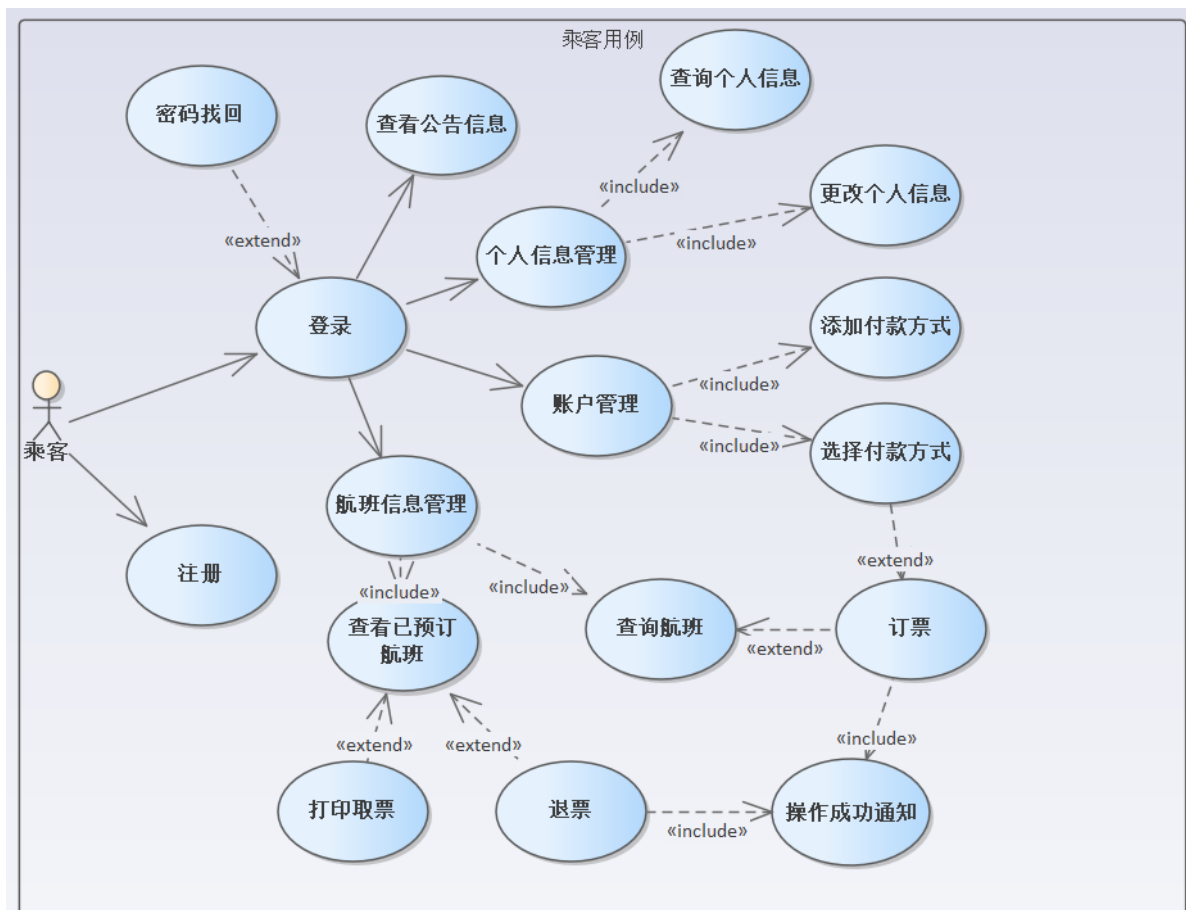 乘客用例
密码找回
查看公告信息
查询个人信息
«include»
更改个人信息
«extend»
个人信息管理
«include»
登录
添加付款方式
«include»
账户管理
乘客
«include»
选择付款方式
航班信息管理
«extend»
注册
«include»
«include»
查看已预订
航班
查询航班
«extend»
订票
«extend»
«extend»
«include»
打印取票
退票
«include»
操作成功通知